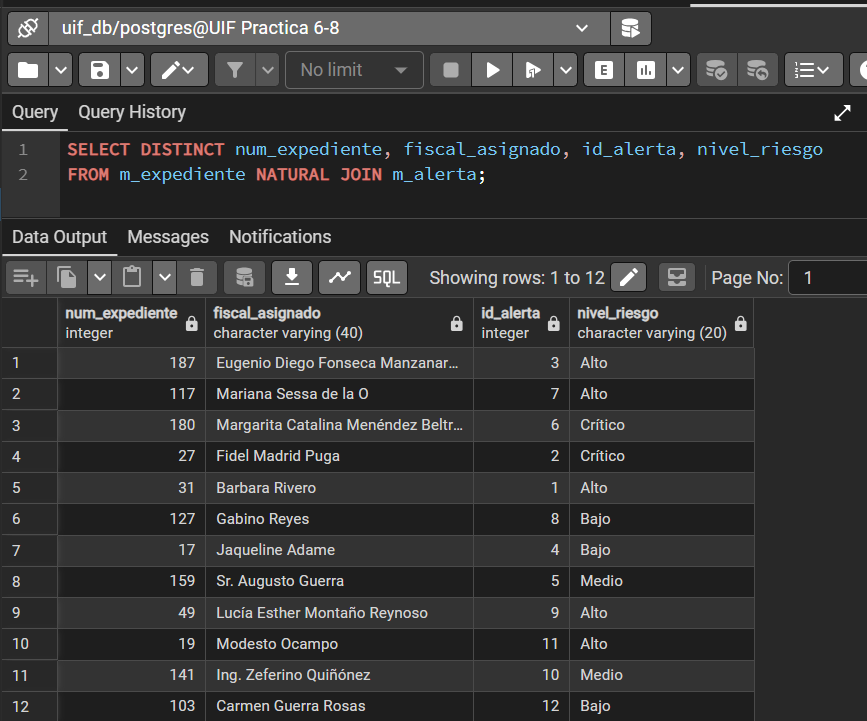 uif_db/postgres@UIF Practica 6-8
No limit
E
Query Query History
1 SELECT DISTINCT num_expediente, fiscal_asignado, id_alerta, nivel_riesgo
2 FROM m_expediente NATURAL JOIN m_alerta;
Data Output Messages Notifications
SQL Showing rows: 1 to 12 Page No: 1
num_expediente fiscal_asignado id_alerta nivel_riesgo
integer character varying (40) integer character varying (20)
1 187 Eugenio Diego Fonseca Manzanar... 3 Alto
2 117 Mariana Sessa de la O 7 Alto
3 180 Margarita Catalina Menéndez Beltr... 6 Crítico
4 27 Fidel Madrid Puga 2 Crítico
5 31 Barbara Rivero 1 Alto
6 127 Gabino Reyes 8 Bajo
7 17 Jaqueline Adame 4 Bajo
8 159 Sr. Augusto Guerra 5 Medio
9 49 Lucía Esther Montaño Reynoso 9 Alto
10 19 Modesto Ocampo 11 Alto
11 141 Ing. Zeferino Quiñónez 10 Medio
12 103 Carmen Guerra Rosas 12 Bajo